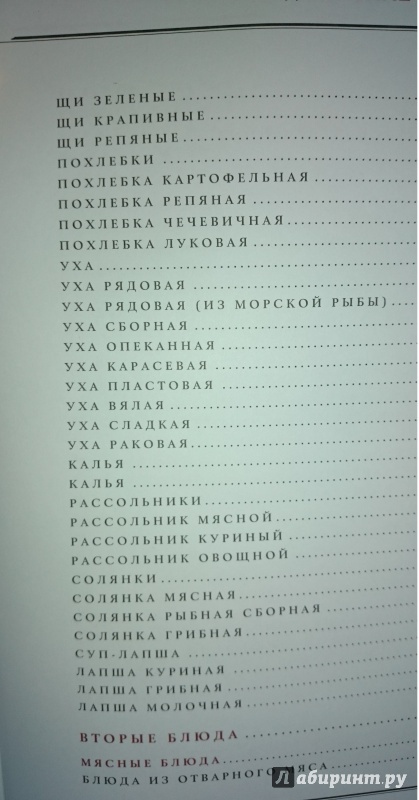 ЩИ ЗЕЛЕНЫЕ
ЩИ КРАПИВНЫЕ
ЩИ РЕПЯНЫЕ
ПОХЛЕБКИ
ПОХЛЕБКА КАРТОФЕЛЬНАЯ
ПОХЛЕБКА РЕПЯНАЯ
ПОХЛЕБКА ЧЕЧЕВИЧНАЯ
ПОХЛЕБКА ЛУКОВАЯ
УХА
УХА РЯДОВАЯ
УХА РЯДОВАЯ (ИЗ МОРСКОЙ РЫБЫ)
УХА СБОРНАЯ
УХА ОПЕКАННАЯ
УХА КАРАСЕВАЯ
УХА ПЛАСТОВАЯ
УХА ВЯЛАЯ
УХА СЛАДКАЯ
УХА РАКОВАЯ
КАЛЬЯ
КАЛЬЯ
РАССОЛЬНИКИ
РАССОЛЬНИК МЯСНОЙ
РАССОЛЬНИК КУРИНЫЙ
РАССОЛЬНИК ОВОЩНОЙ
СОЛЯНКИ
СОЛЯНКА МЯСНАЯ
СОЛЯНКА РЫБНАЯ СБОРНАЯ
СОЛЯНКА ГРИБНАЯ
СУП-ЛАПША
ЛАПША КУРИНАЯ
ЛАПША ГРИБНАЯ
ЛАПША МОЛОЧНАЯ
ВТОРЫЕ БЛЮДА
МЯСНЫЕ БЛЮДА
БЛЮДА ИЗ ОТВАРНОГО МЯСА
Лабиринт.ру